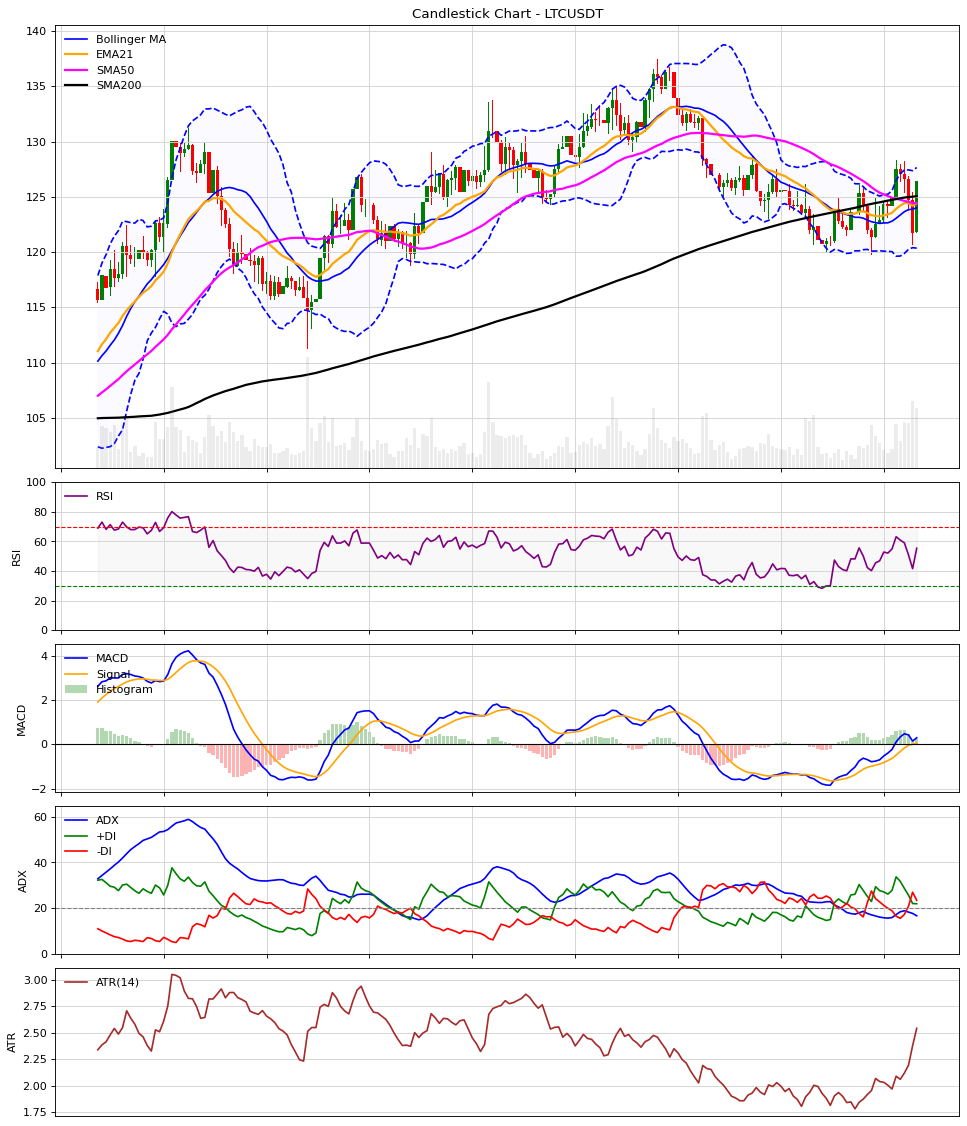 Candlestick Chart - LTCUSDT
140
135
130
125
120
115
110
105
Bollinger MA
EMA21
SMA50
SMA200
RSI
100
80
60
40
20
0
RSI
MACD
4
2
0
−2
MACD
Signal
Histogram
ADX
60
40
20
0
ADX
+DI
-DI
ATR
3.00
2.75
2.50
2.25
2.00
1.75
ATR(14)